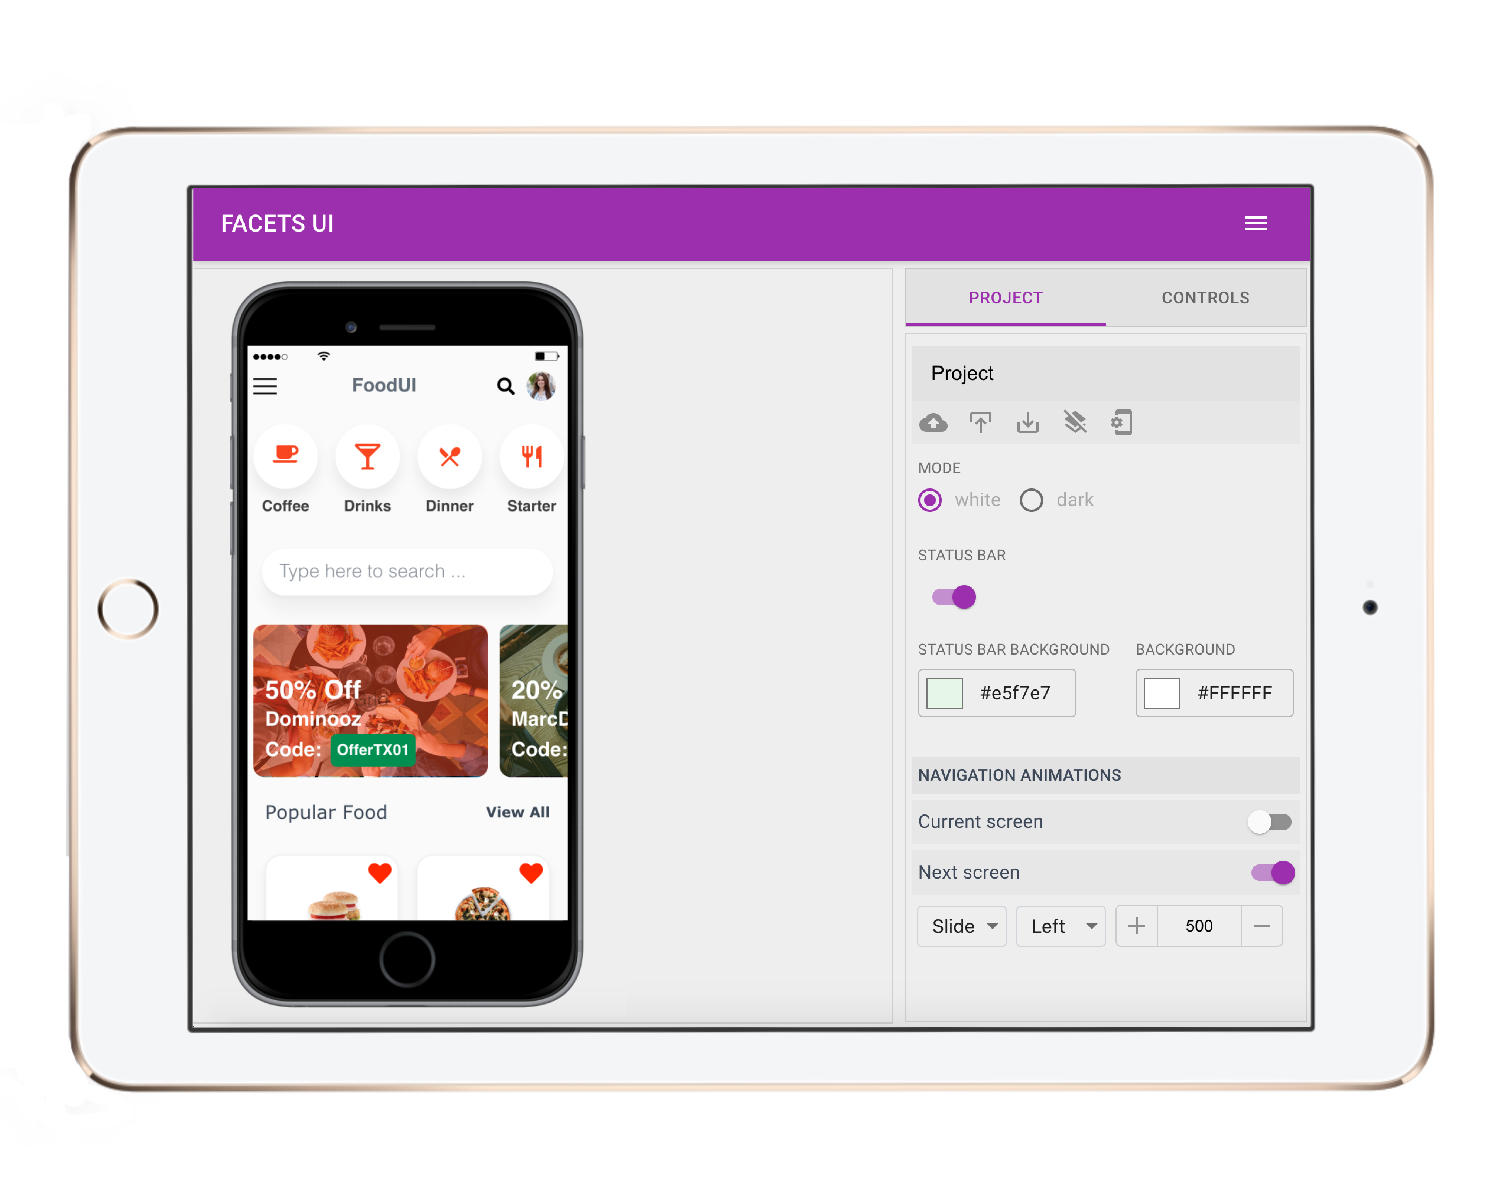 FACETS UI
FoodUI
Coffee Drinks Dinner Starter
Type here to search ...
50% Off
Dominooz
Code: OfferTX01
20%
MarcD
Code:
Popular Food View All
PROJECT CONTROLS
Project
MODE
white dark
STATUS BAR
STATUS BAR BACKGROUND BACKGROUND
#e5f7e7 #FFFFFF
NAVIGATION ANIMATIONS
Current screen
Next screen
Slide Left + 500 −